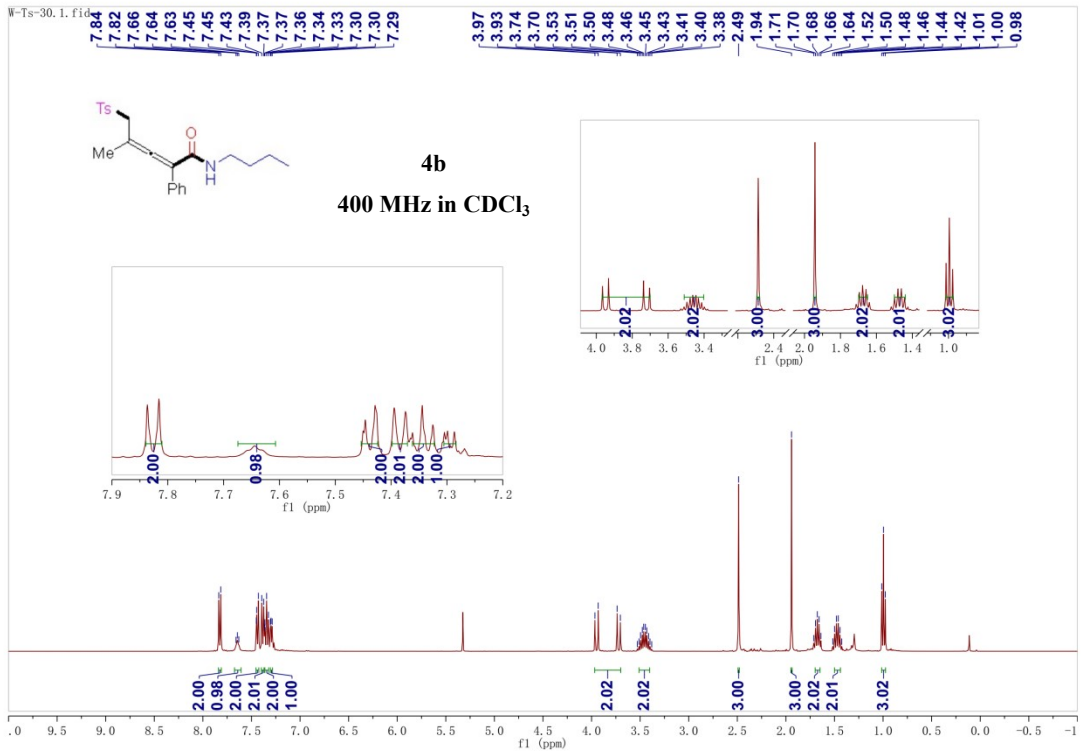 W-Ts-30.1.fid
7.84 7.82 7.66 7.64 7.63 7.45 7.45 7.43 7.39 7.37 7.37 7.36 7.34 7.33 7.30 7.30 7.29
3.97 3.93 3.74 3.70 3.53 3.51 3.50 3.48 3.46 3.45 3.43 3.41 3.40 3.38 2.49 1.94 1.71 1.70 1.68 1.66 1.64 1.52 1.50 1.48 1.46 1.44 1.42 1.01 1.00 0.98
Ts
O
Me
N
H
Ph
4b
400 MHz in CDCl₃
2.02 2.02 3.00 3.00 2.02 2.01 3.02
4.0 3.8 3.6 3.4 2.4 2.0 1.8 1.6 1.4 1.0
f1 (ppm)
2.00 0.98 2.00 2.01 2.00 1.00
7.9 7.8 7.7 7.6 7.5 7.4 7.3 7.2
f1 (ppm)
2.00 0.98 2.00 2.01 2.00 1.00 2.02 2.02 3.00 3.00 2.02 2.01 3.02
.0 9.5 9.0 8.5 8.0 7.5 7.0 6.5 6.0 5.5 5.0 4.5 4.0 3.5 3.0 2.5 2.0 1.5 1.0 0.5 0.0 -0.5 -1
f1 (ppm)